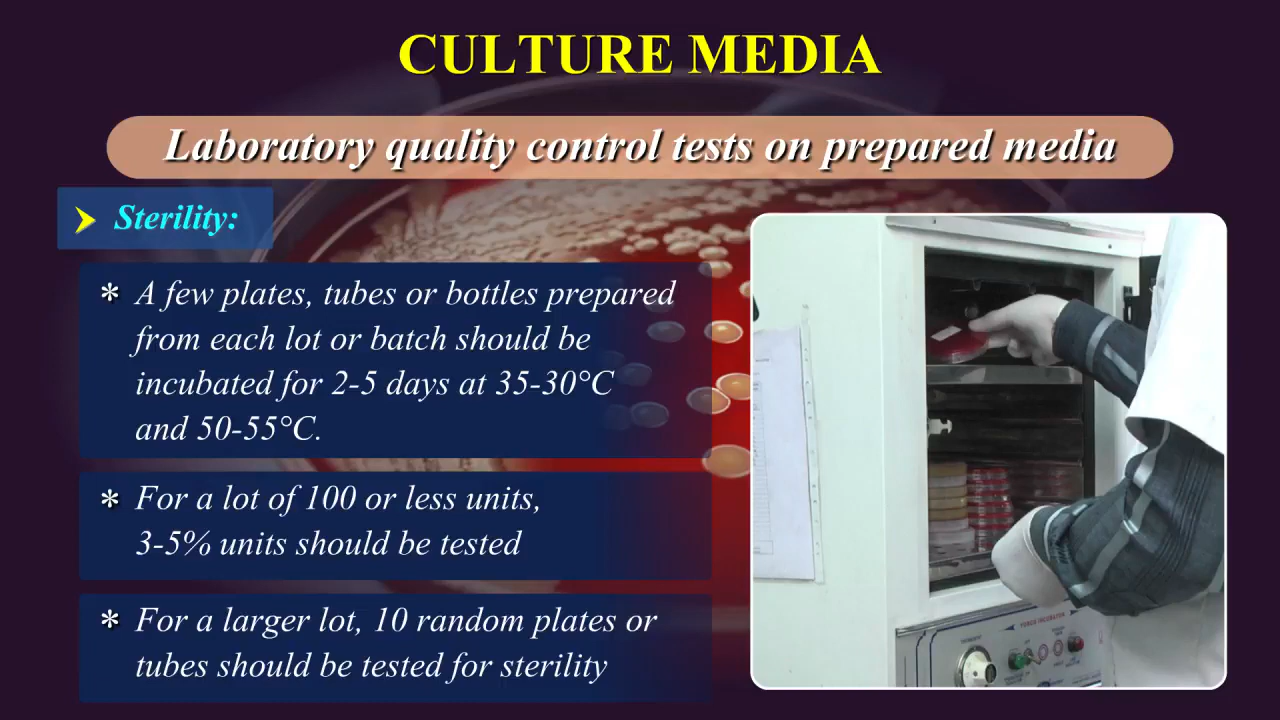 CULTURE MEDIA
Laboratory quality control tests on prepared media
Sterility:
* A few plates, tubes or bottles prepared
from each lot or batch should be
incubated for 2-5 days at 35-30°C
and 50-55°C.
* For a lot of 100 or less units,
3-5% units should be tested
* For a larger lot, 10 random plates or
tubes should be tested for sterility
INCUBATOR